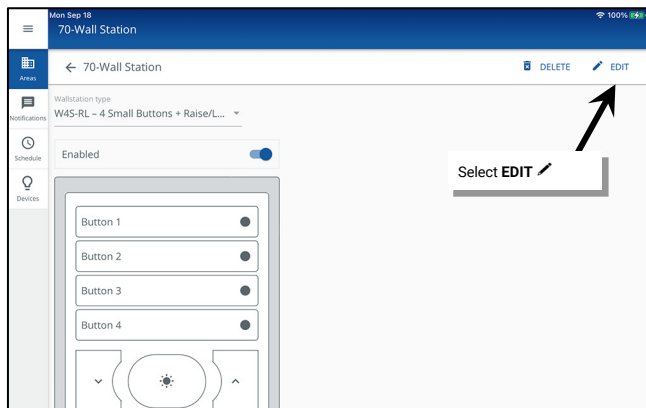 Mon Sep 18
100%
70-Wall Station
Areas
Notifications
Schedule
Devices
70-Wall Station
DELETE
EDIT
Wallstation type
W4S-RL – 4 Small Buttons + Raise/L...
Enabled
Select EDIT
Button 1
Button 2
Button 3
Button 4